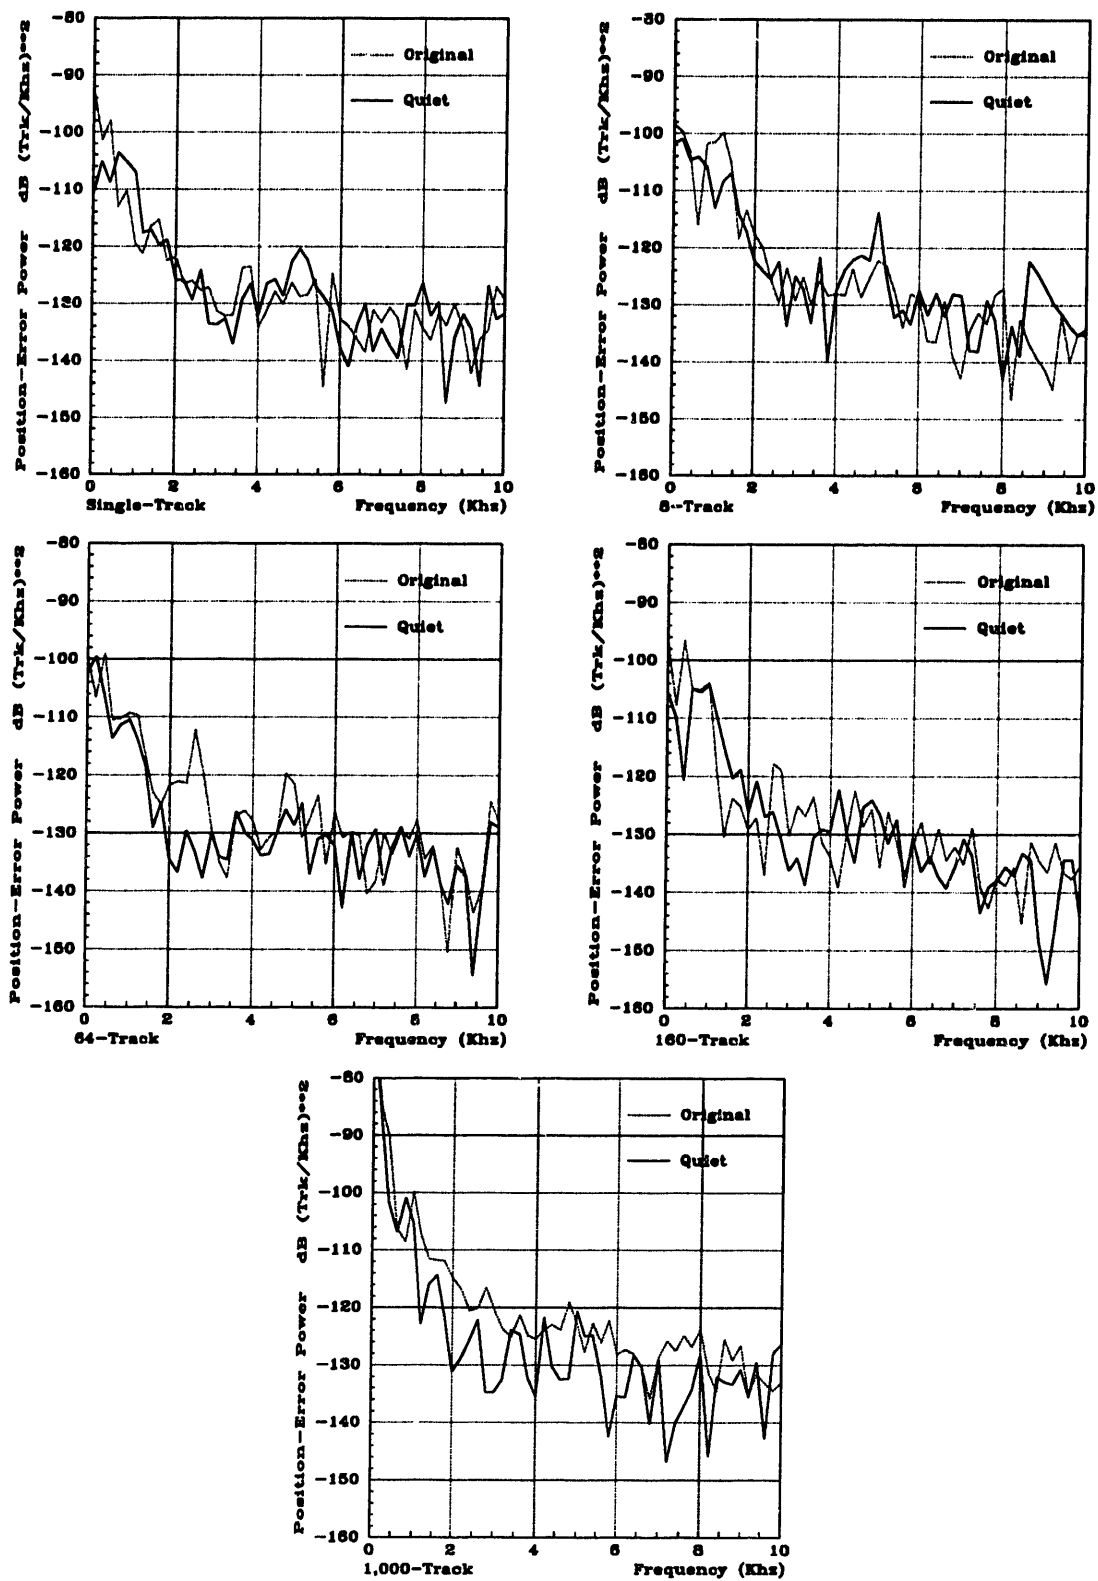 Position-Error Power dB (Trk/Khz)**2
-80
-90
-100
-110
-120
-130
-140
-150
-160
Original
Quiet
0 2 4 6 8 10
Single-Track Frequency (Khz)
Position-Error Power dB (Trk/Khz)**2
-80
-90
-100
-110
-120
-130
-140
-150
-160
Original
Quiet
0 2 4 6 8 10
8-Track Frequency (Khz)
Position-Error Power dB (Trk/Khz)**2
-80
-90
-100
-110
-120
-130
-140
-150
-160
Original
Quiet
0 2 4 6 8 10
64-Track Frequency (Khz)
Position-Error Power dB (Trk/Khz)**2
-80
-90
-100
-110
-120
-130
-140
-150
-160
Original
Quiet
0 2 4 6 8 10
160-Track Frequency (Khz)
Position-Error Power dB (Trk/Khz)**2
-80
-90
-100
-110
-120
-130
-140
-150
-160
Original
Quiet
0 2 4 6 8 10
1,000-Track Frequency (Khz)